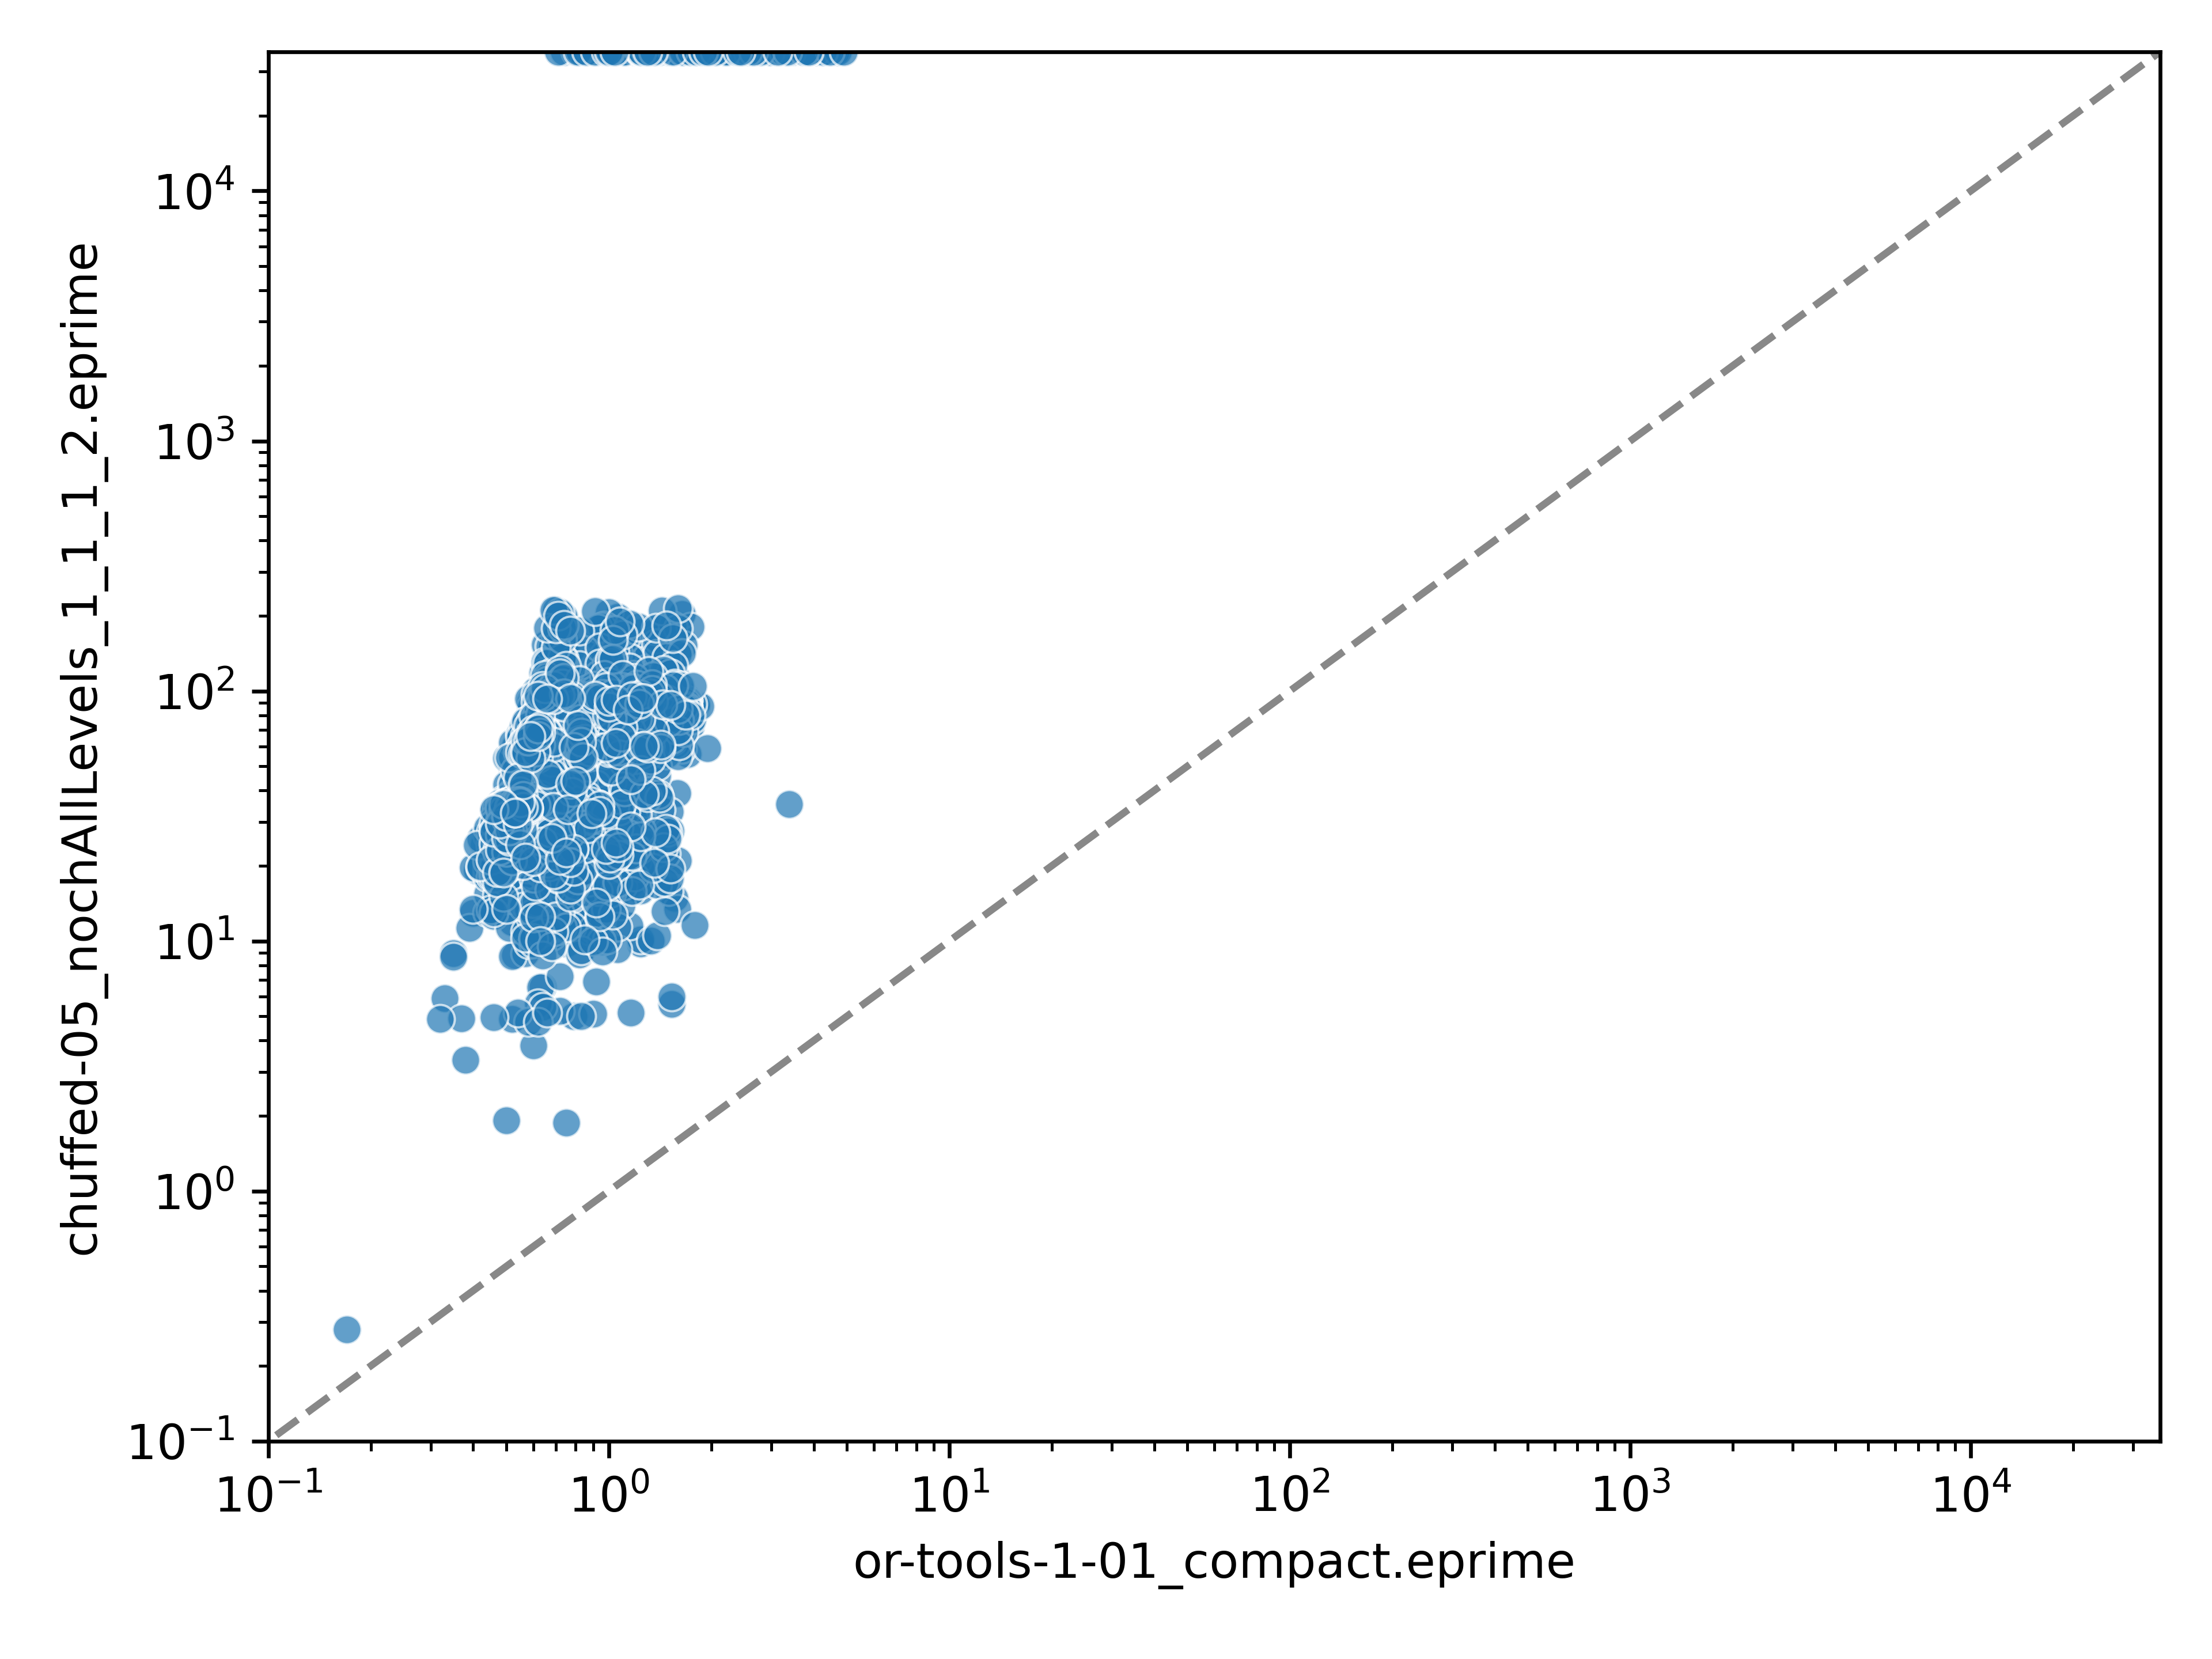 10⁴
10³
10²
10¹
10⁰
10⁻¹
chuffed-05_nochAllLevels_1_1_1_2.eprime
10⁻¹ 10⁰ 10¹ 10² 10³ 10⁴
or-tools-1-01_compact.eprime